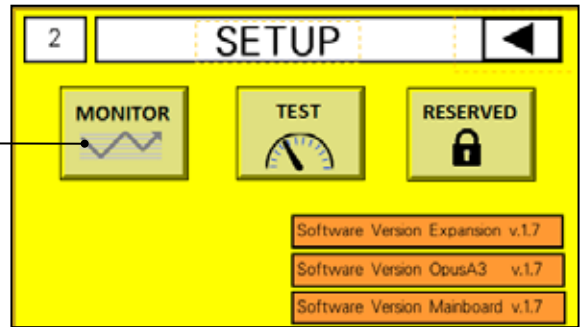 2 SETUP
MONITOR TEST RESERVED
Software Version Expansion v.1.7
Software Version OpusA3 v.1.7
Software Version Mainboard v.1.7